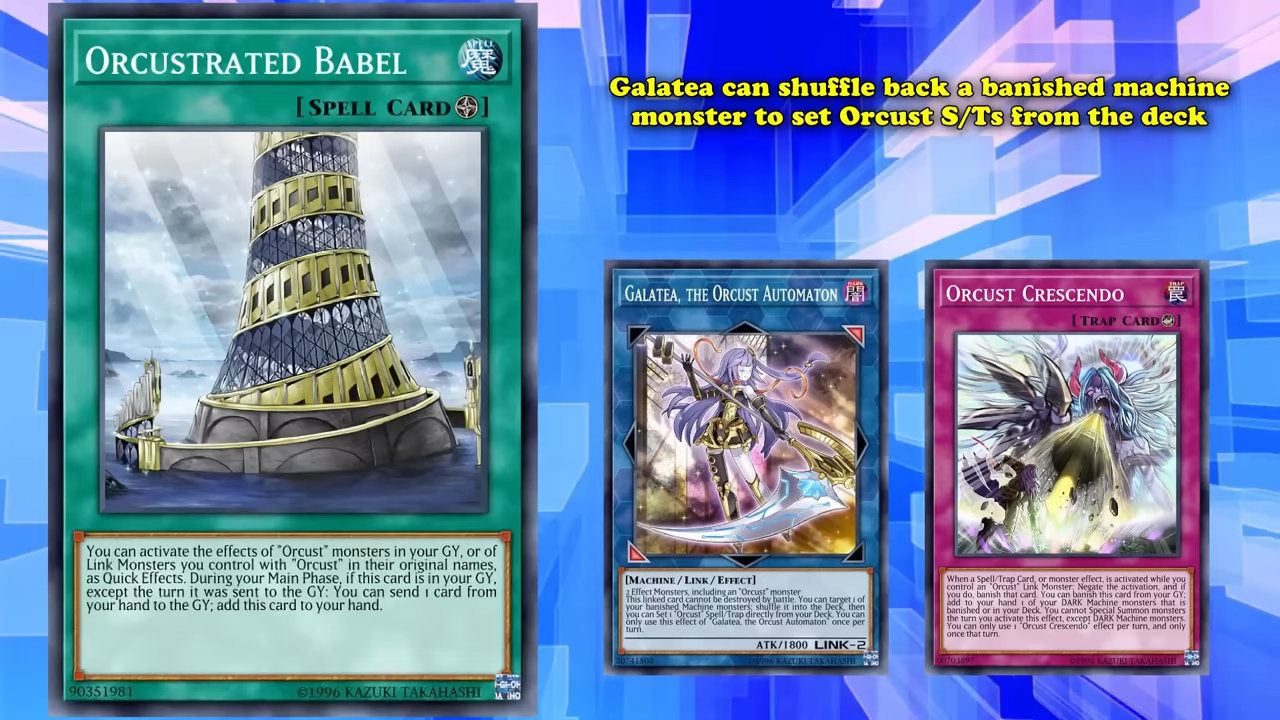 ORCUSTRATED BABEL
魔
[SPELL CARD]
You can activate the effects of "Orcust" monsters in your GY, or of
Link Monsters you control with "Orcust" in their original names,
as Quick Effects. During your Main Phase, if this card is in your GY,
except the turn it was sent to the GY: You can send 1 card from
your hand to the GY; add this card to your hand.
90351981
©1996 KAZUKI TAKAHASHI
Galatea can shuffle back a banished machine
monster to set Orcust S/Ts from the deck
GALATEA, THE ORCUST AUTOMATON
DARK
闇
[MACHINE / LINK / EFFECT]
2 Effect Monsters, including an "Orcust" monster
This linked card cannot be destroyed by battle. You can target 1 of
your banished Machine monsters; shuffle it into the Deck, then
you can Set 1 "Orcust" Spell/Trap directly from your Deck. You can
only use this effect of "Galatea, the Orcust Automaton" once per
turn.
ATK/1800 LINK-2
30741503
©1996 KAZUKI TAKAHASHI
ORCUST CRESCENDO
TRAP
罠
[TRAP CARD]
When a Spell/Trap Card, or monster effect, is activated while you
control an "Orcust" Link Monster: Negate the activation, and if
you do, banish that card. You can banish this card from your GY;
add to your hand 1 of your DARK Machine monsters that is
banished or in your Deck. You cannot Special Summon monsters
the turn you activate this effect, except DARK Machine monsters.
You can only use 1 "Orcust Crescendo" effect per turn, and only
once that turn.
90703897
©1996 KAZUKI TAKAHASHI